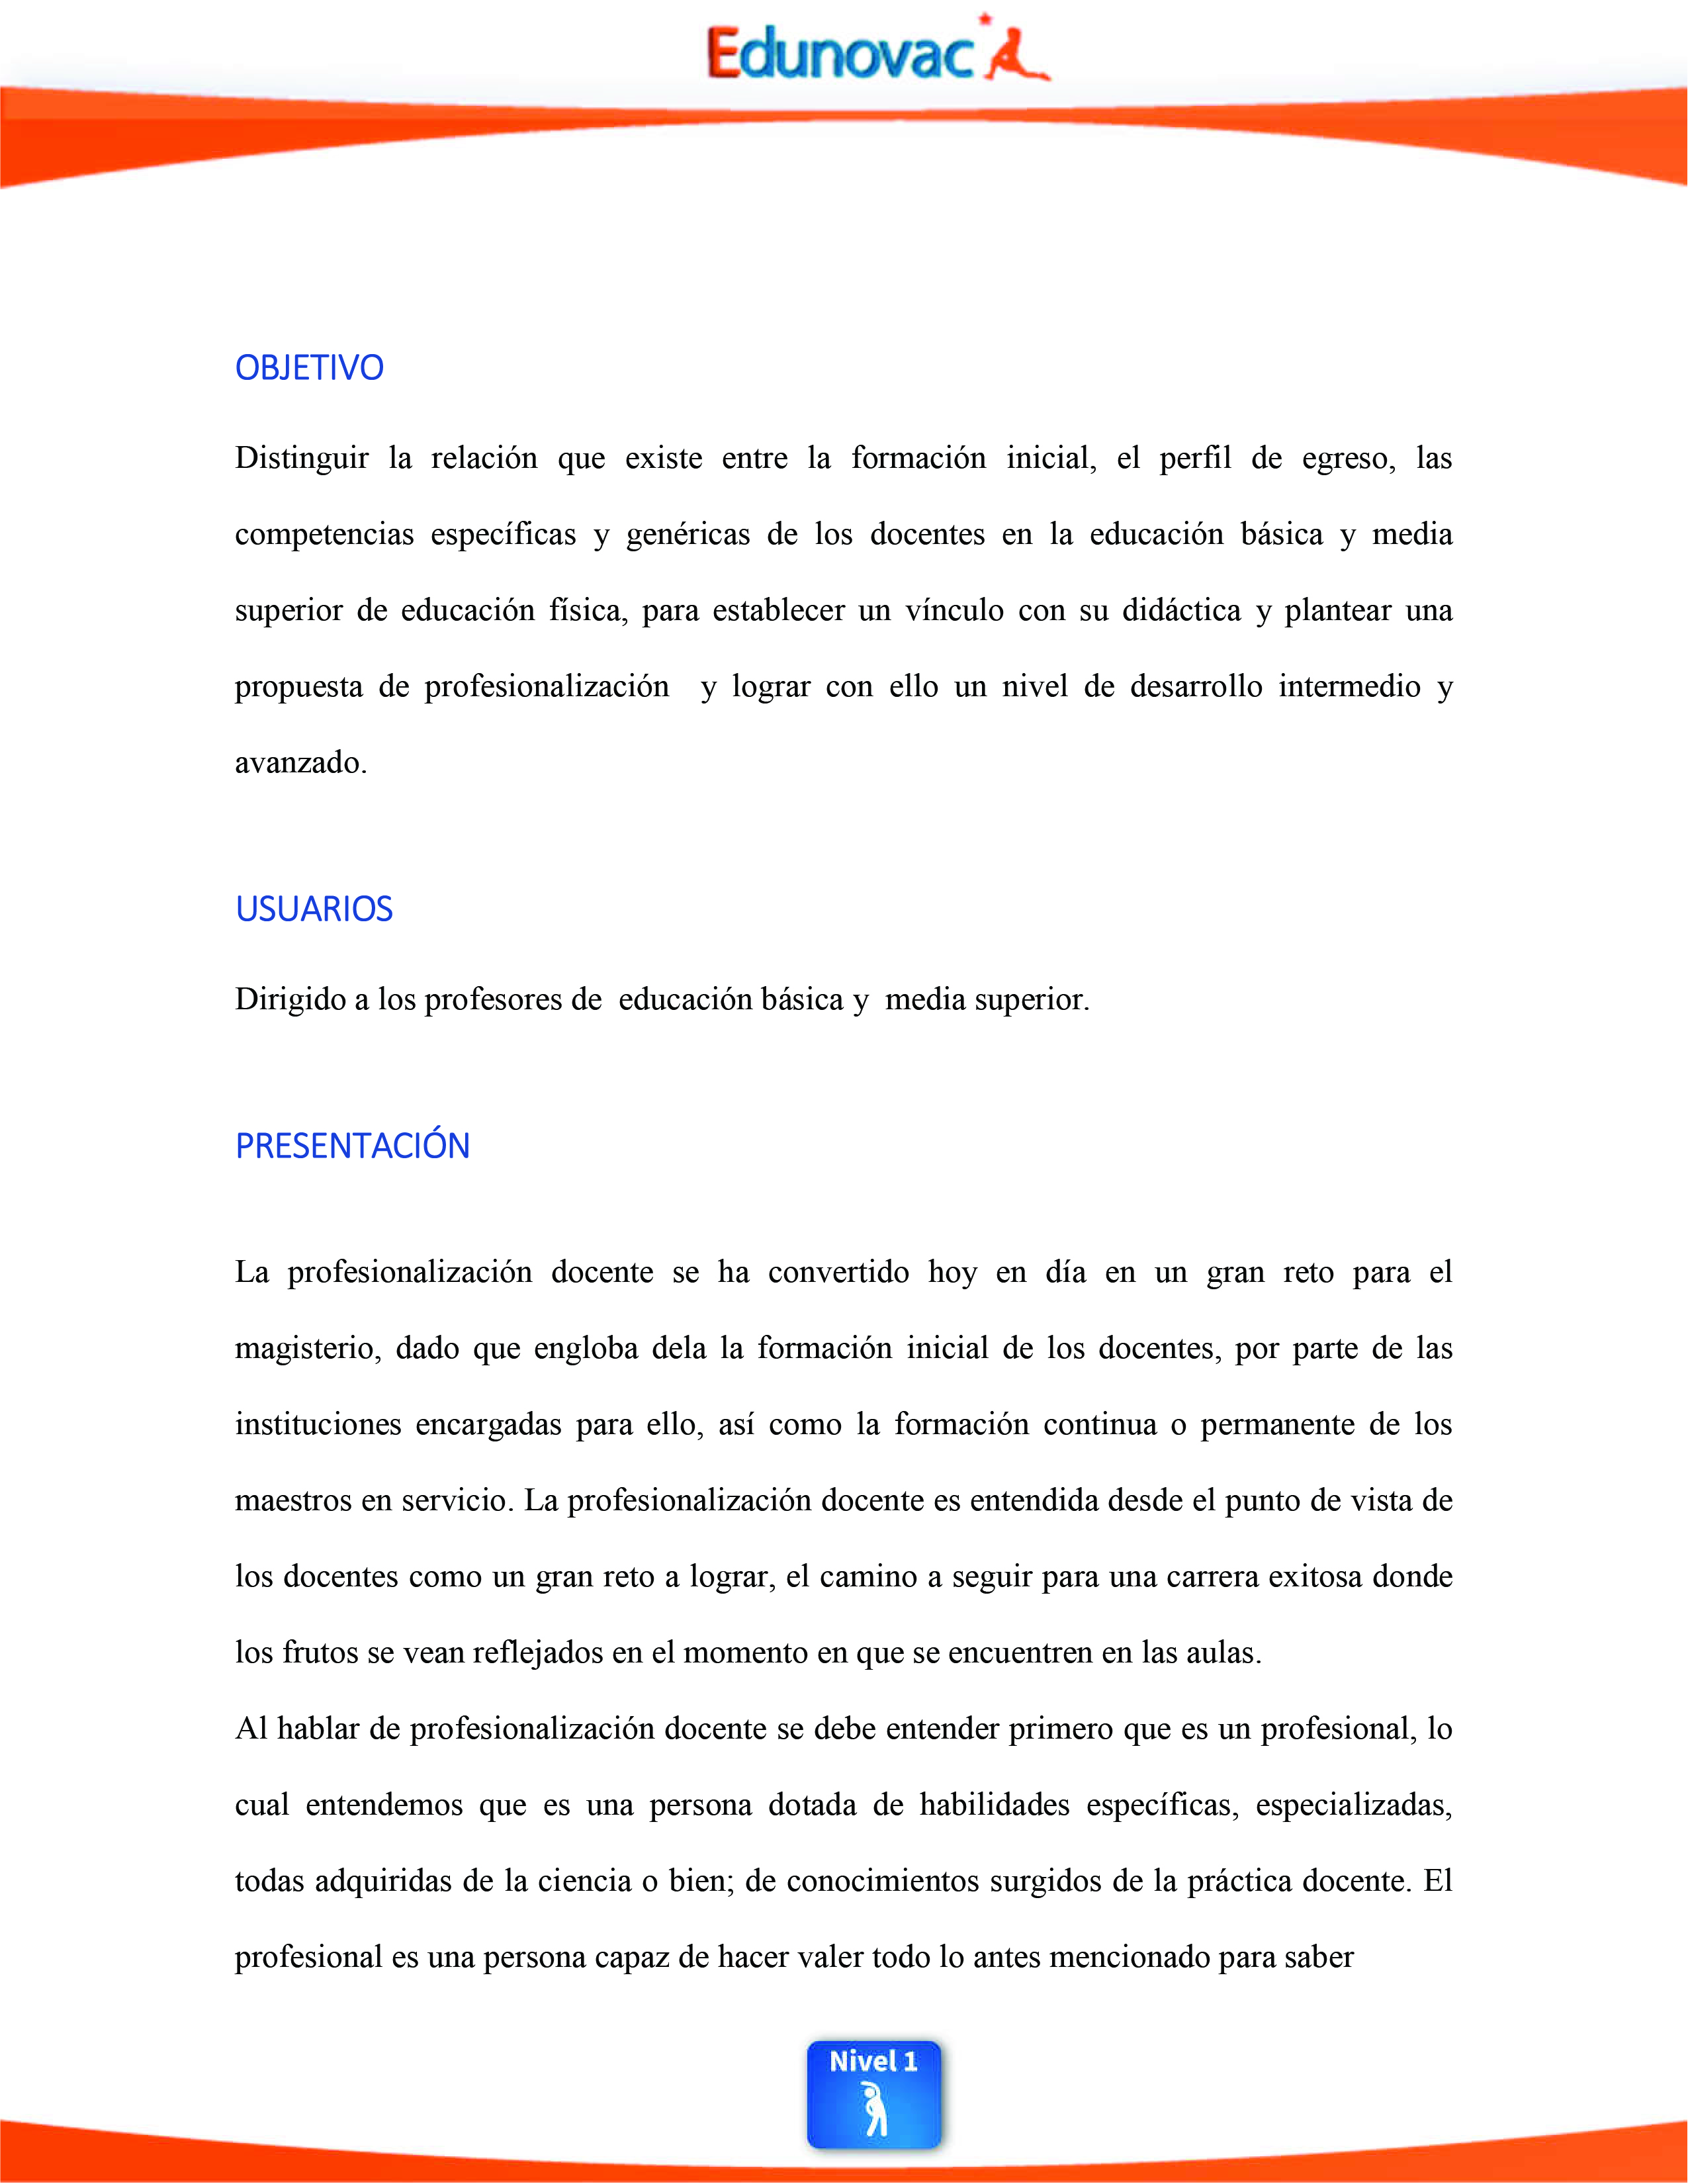 Edunovac
OBJETIVO
Distinguir la relación que existe entre la formación inicial, el perfil de egreso, las
competencias específicas y genéricas de los docentes en la educación básica y media
superior de educación física, para establecer un vínculo con su didáctica y plantear una
propuesta de profesionalización y lograr con ello un nivel de desarrollo intermedio y
avanzado.
USUARIOS
Dirigido a los profesores de educación básica y media superior.
PRESENTACIÓN
La profesionalización docente se ha convertido hoy en día en un gran reto para el
magisterio, dado que engloba dela la formación inicial de los docentes, por parte de las
instituciones encargadas para ello, así como la formación continua o permanente de los
maestros en servicio. La profesionalización docente es entendida desde el punto de vista de
los docentes como un gran reto a lograr, el camino a seguir para una carrera exitosa donde
los frutos se vean reflejados en el momento en que se encuentren en las aulas.
Al hablar de profesionalización docente se debe entender primero que es un profesional, lo
cual entendemos que es una persona dotada de habilidades específicas, especializadas,
todas adquiridas de la ciencia o bien; de conocimientos surgidos de la práctica docente. El
profesional es una persona capaz de hacer valer todo lo antes mencionado para saber
Nivel 1